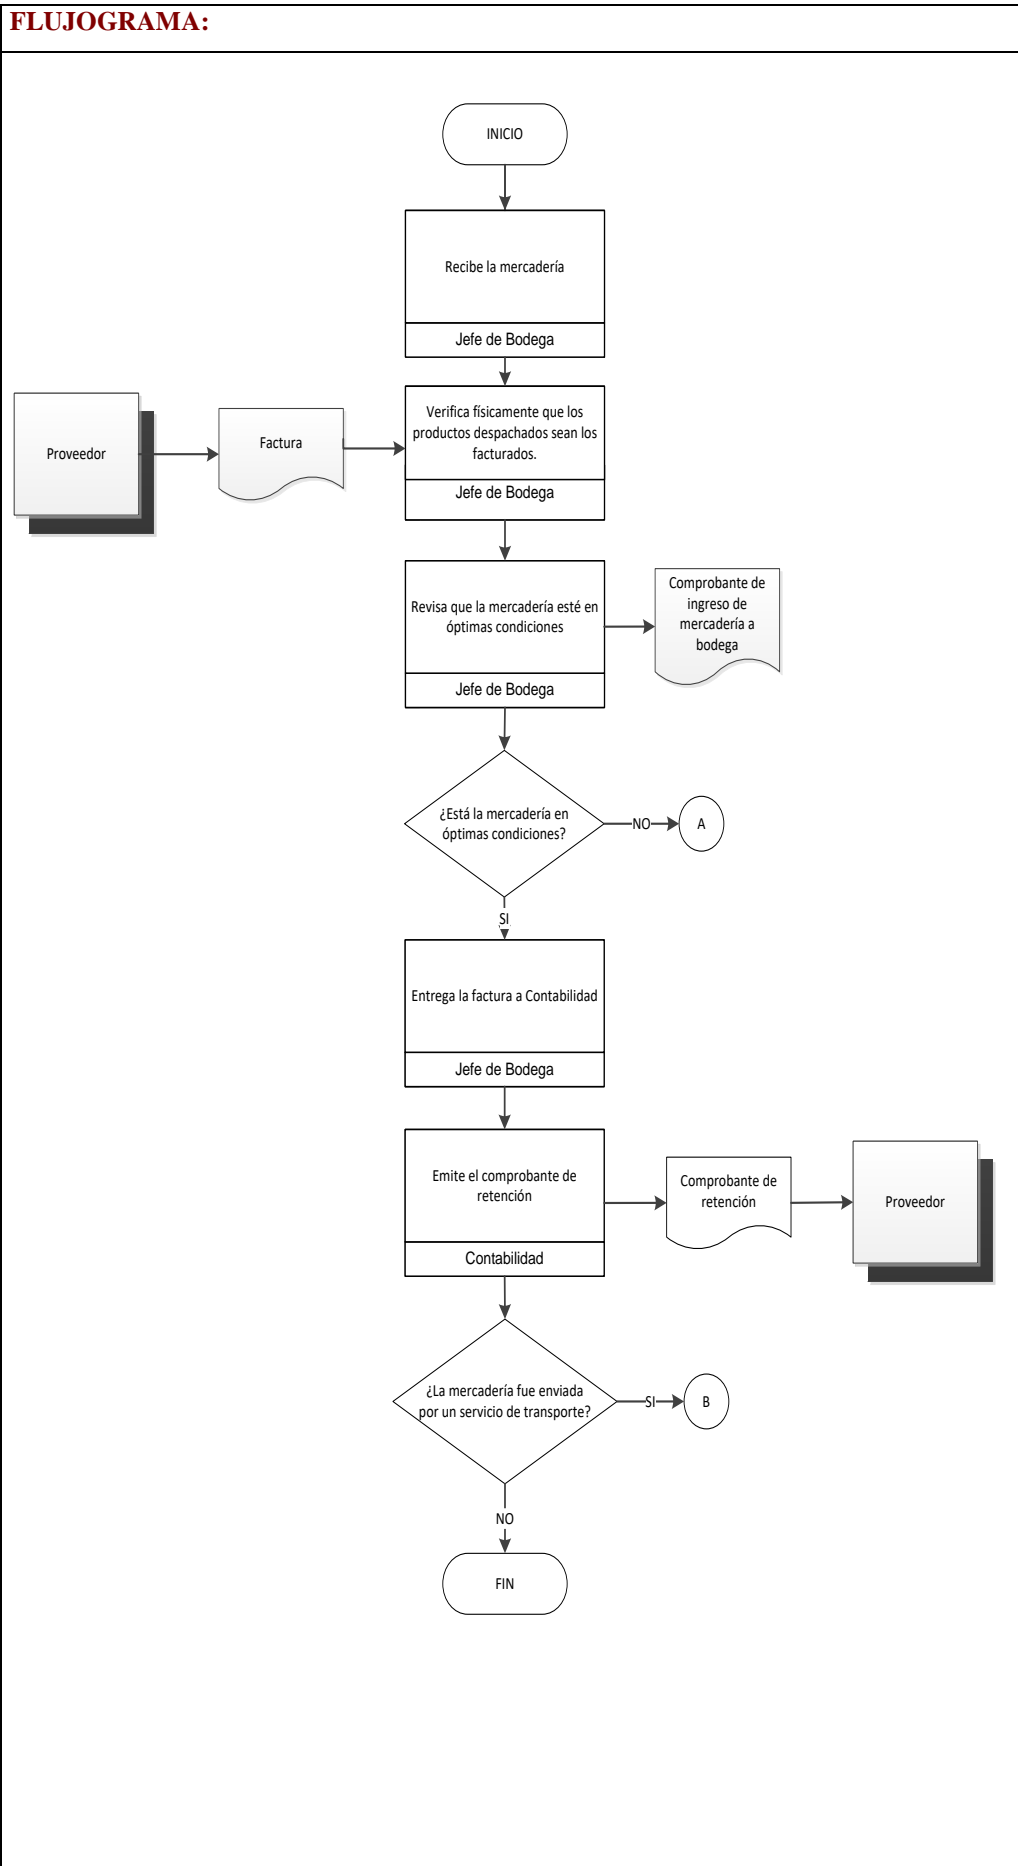 FLUJOGRAMA:
INICIO
Recibe la mercadería
Jefe de Bodega
Proveedor
Factura
Verifica físicamente que los
productos despachados sean los
facturados.
Jefe de Bodega
Revisa que la mercadería esté en
óptimas condiciones
Jefe de Bodega
Comprobante de
ingreso de
mercadería a
bodega
¿Está la mercadería en
óptimas condiciones?
NO
A
SI
Entrega la factura a Contabilidad
Jefe de Bodega
Emite el comprobante de
retención
Contabilidad
Comprobante de
retención
Proveedor
¿La mercadería fue enviada
por un servicio de transporte?
SI
B
NO
FIN